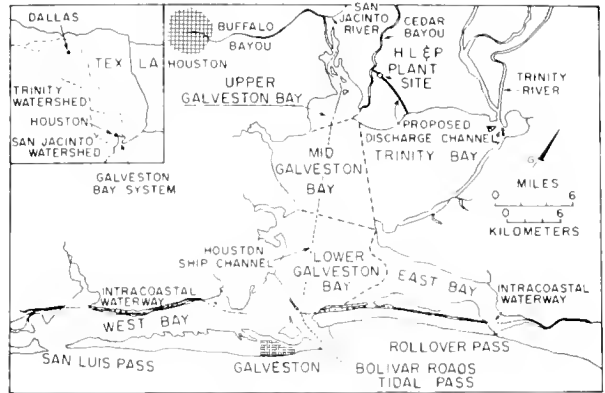 DALLAS
TEX
LA
TRINITY
WATERSHED
HOUSTON
SAN JACINTO
WATERSHED
GALVESTON
BAY SYSTEM
BUFFALO
BAYOU
HOUSTON
SAN
JACINTO
RIVER
CEDAR
BAYOU
H L & P
PLANT
SITE
TRINITY
RIVER
UPPER
GALVESTON BAY
PROPOSED
DISCHARGE CHANNEL
TRINITY BAY
MID
GALVESTON
BAY
MILES
6 0 6
6 0 6
KILOMETERS
HOUSTON
SHIP CHANNEL
LOWER
GALVESTON
BAY
EAST BAY
INTRACOASTAL
WATERWAY
INTRACOASTAL
WATERWAY
WEST BAY
SAN LUIS PASS
GALVESTON
ROLLOVER PASS
BOLIVAR ROADS
TIDAL PASS